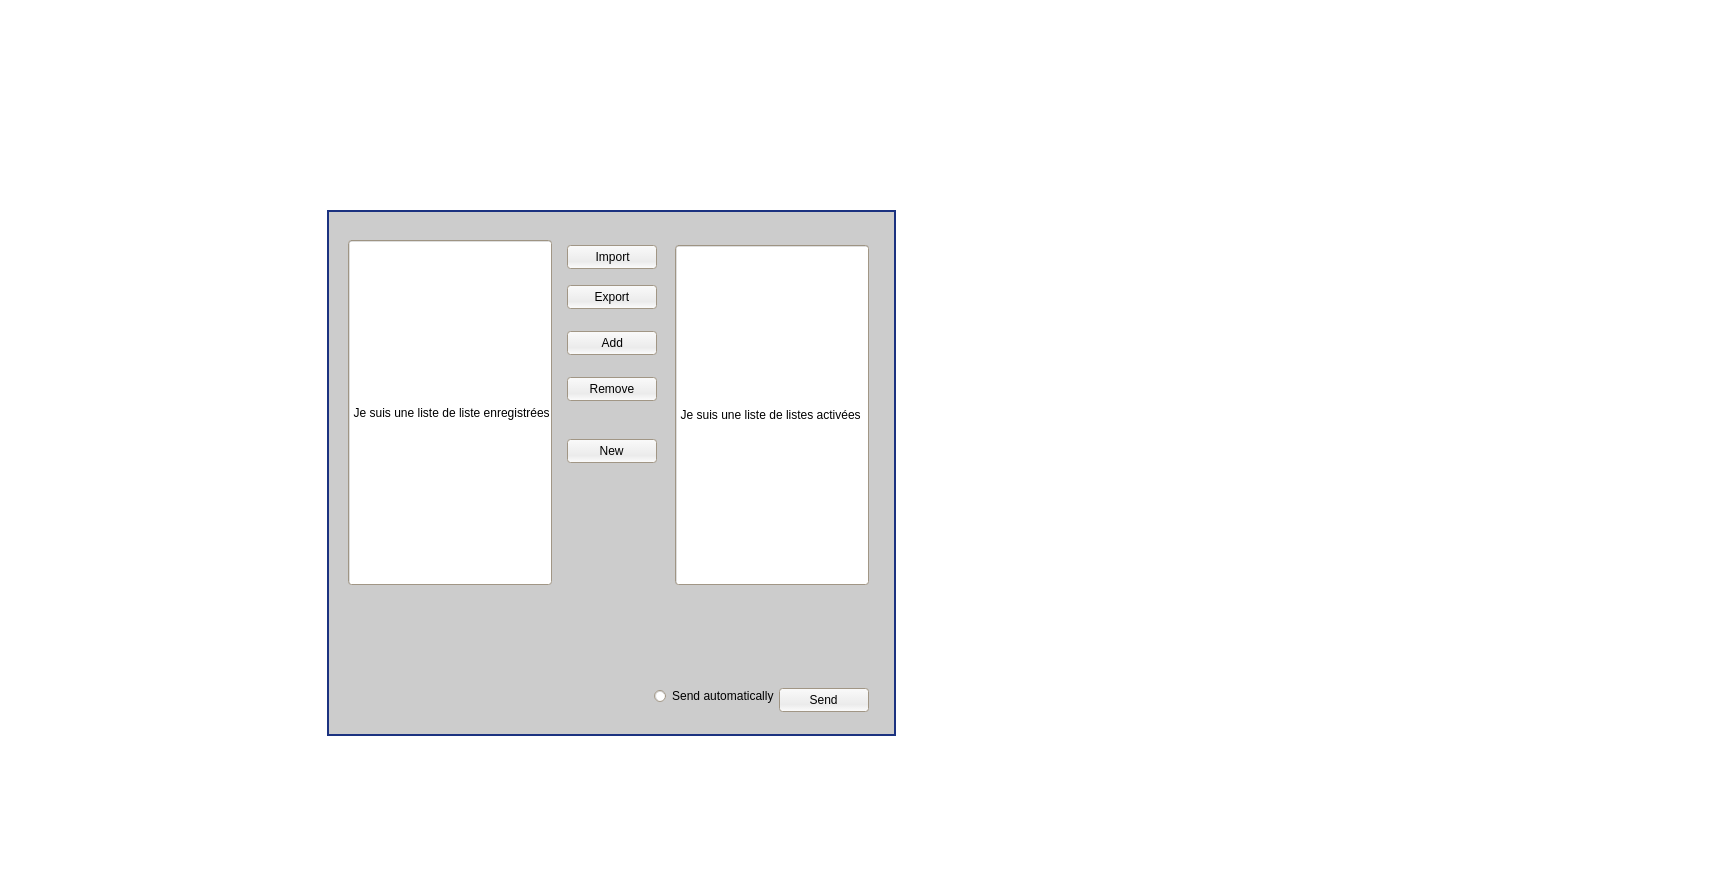 Import
Export
Add
Remove
Je suis une liste de liste enregistrées
Je suis une liste de listes activées
New
Send automatically
Send